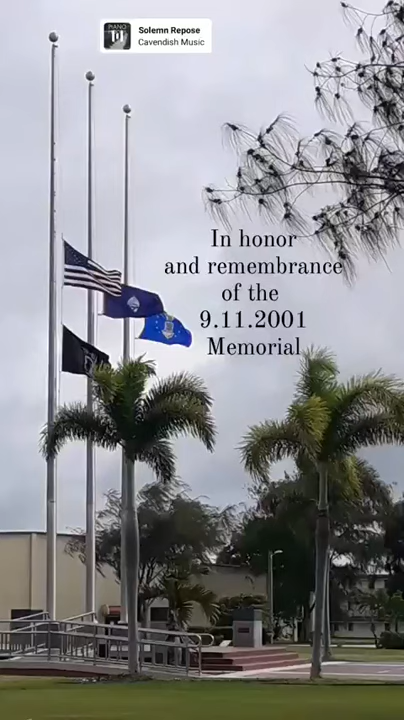 Solemn Repose
Cavendish Music
In honor
and remembrance
of the
9.11.2001
Memorial